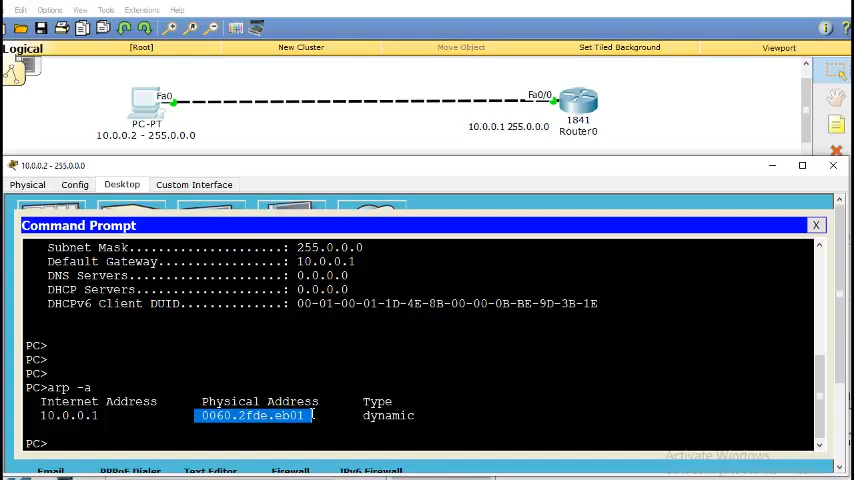 Edit Options View Tools Extensions Help
Logical [Root] New Cluster Move Object Set Tiled Background Viewport
Fa0 Fa0/0
PC-PT
10.0.0.2 - 255.0.0.0
10.0.0.1 255.0.0.0
1841
Router0
10.0.0.2 - 255.0.0.0
Physical Config Desktop Custom Interface
Command Prompt X
Subnet Mask......................: 255.0.0.0
Default Gateway..................: 10.0.0.1
DNS Servers......................: 0.0.0.0
DHCP Servers.....................: 0.0.0.0
DHCPv6 Client DUID...............: 00-01-00-01-1D-4E-8B-00-00-0B-BE-9D-3B-1E
PC>
PC>
PC>
PC>arp -a
Internet Address Physical Address Type
10.0.0.1 0060.2fde.eb01 dynamic
PC>
Activate Windows
Email PPPoE Dialer Text Editor Firewall IPv6 Firewall